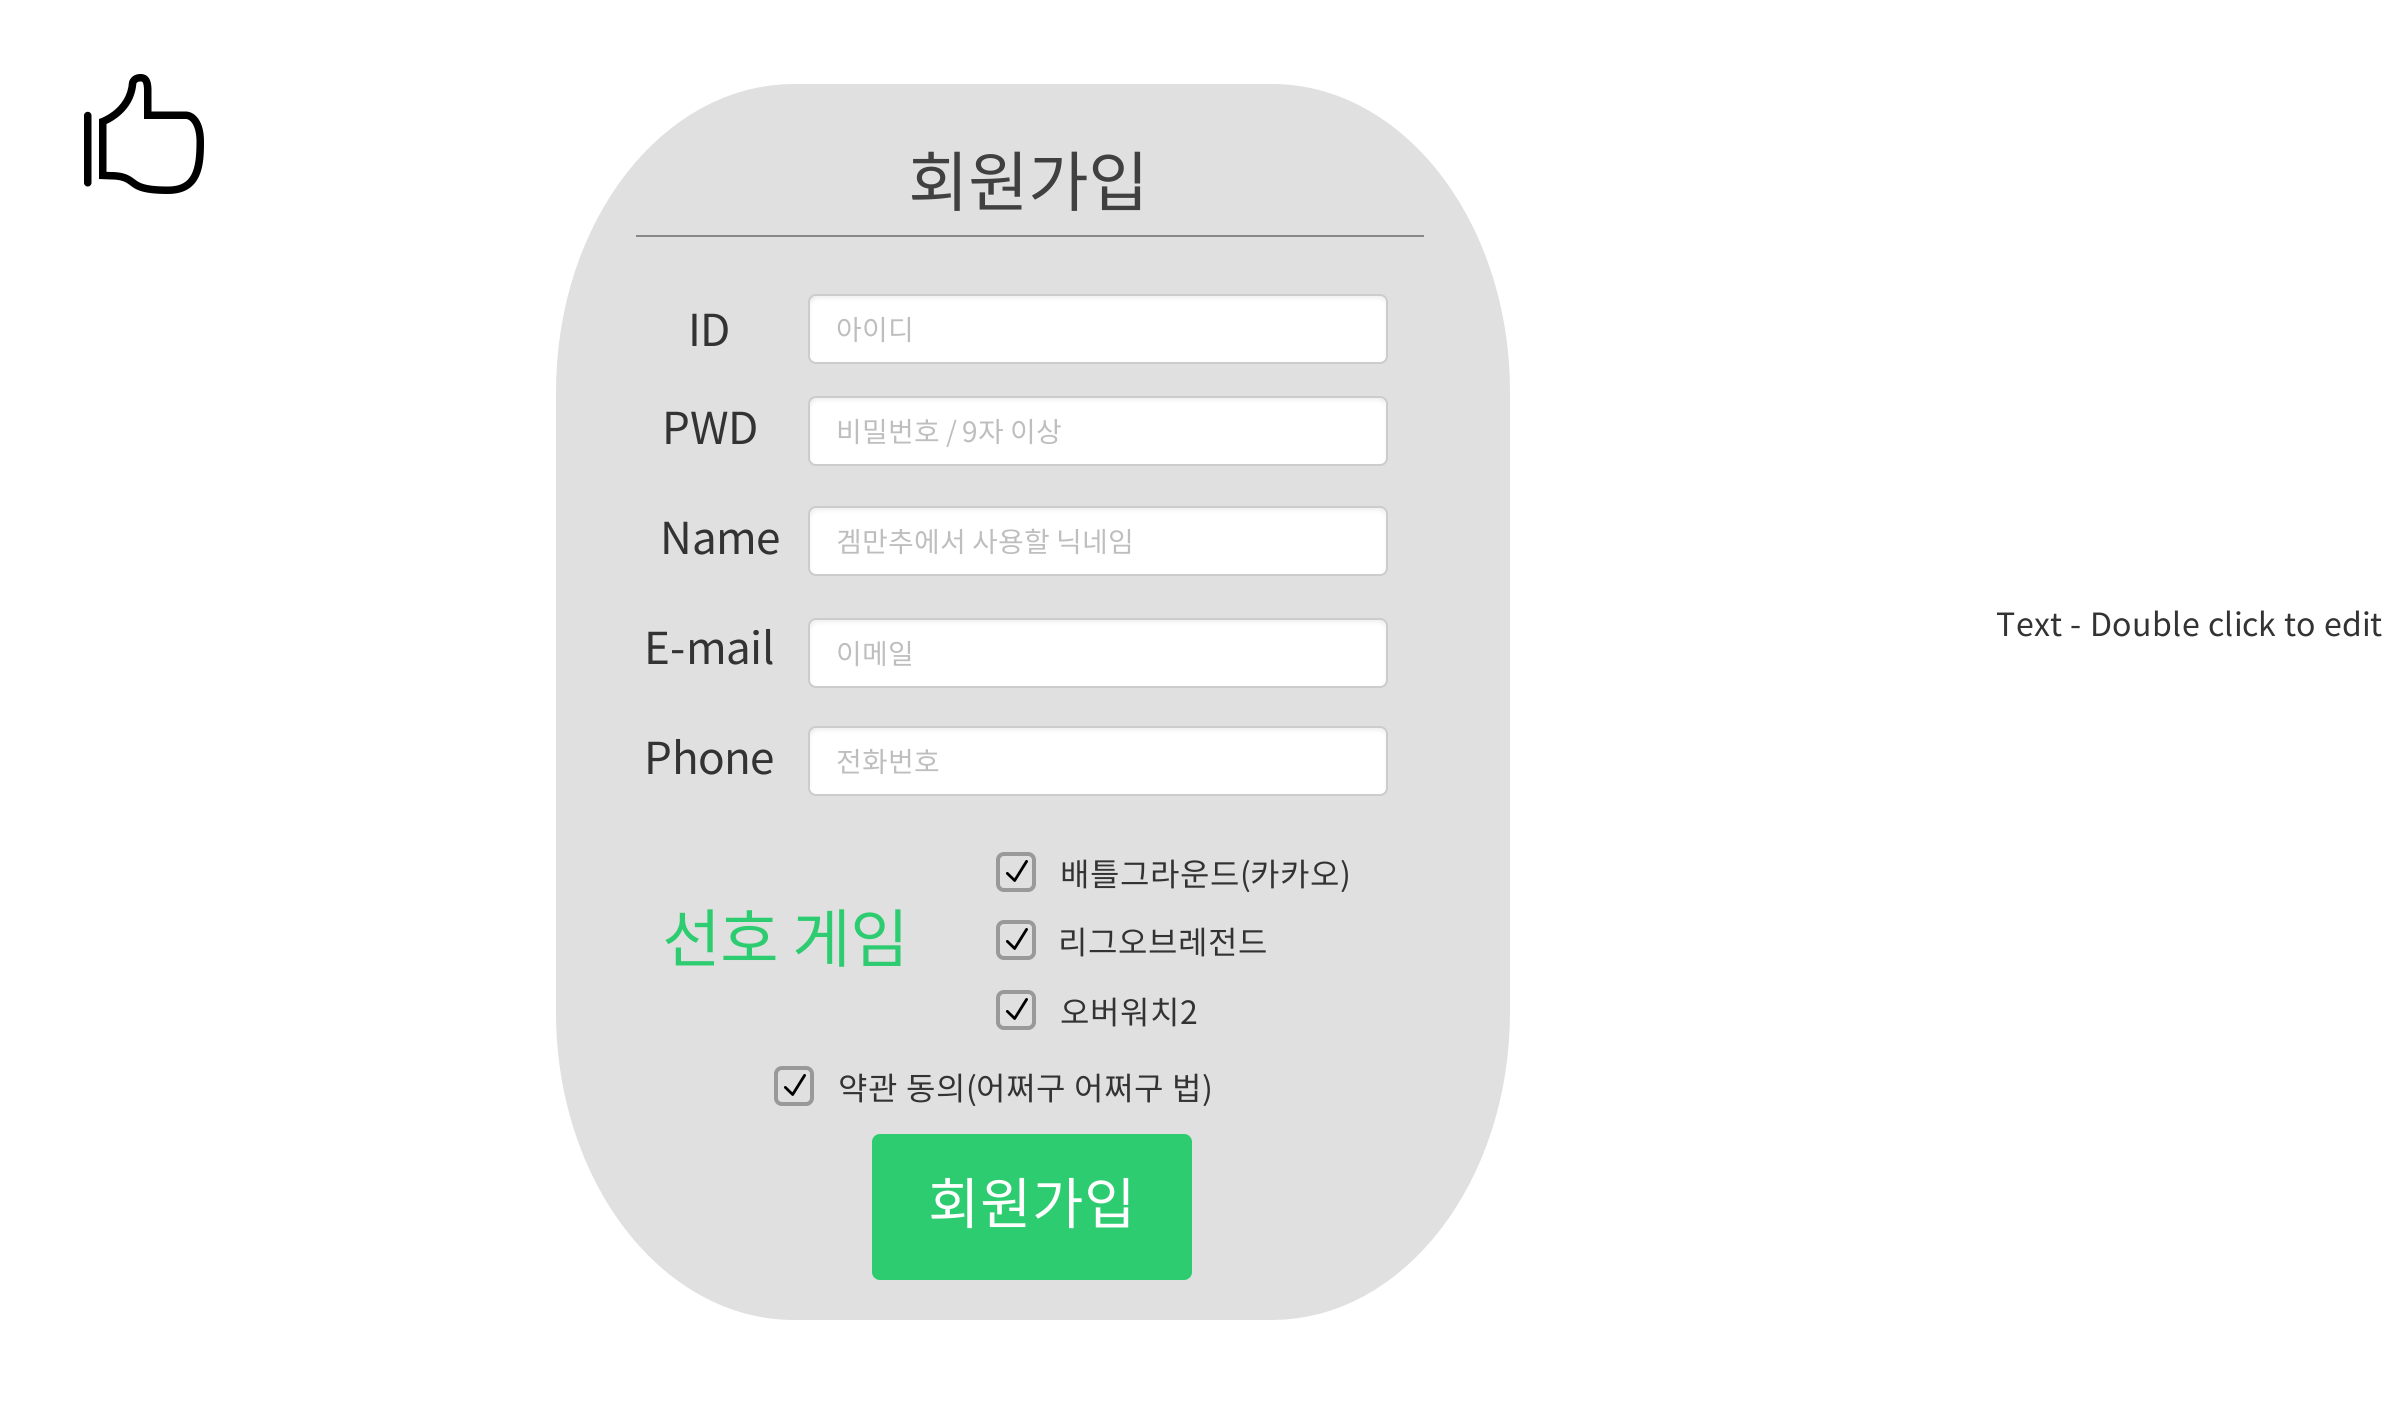 회원가입
ID
아이디
PWD
비밀번호 / 9자 이상
Name
겜만추에서 사용할 닉네임
E-mail
이메일
Text - Double click to edit
Phone
전화번호
배틀그라운드(카카오)
선호 게임
리그오브레전드
오버워치2
약관 동의(어쩌구 어쩌구 법)
회원가입